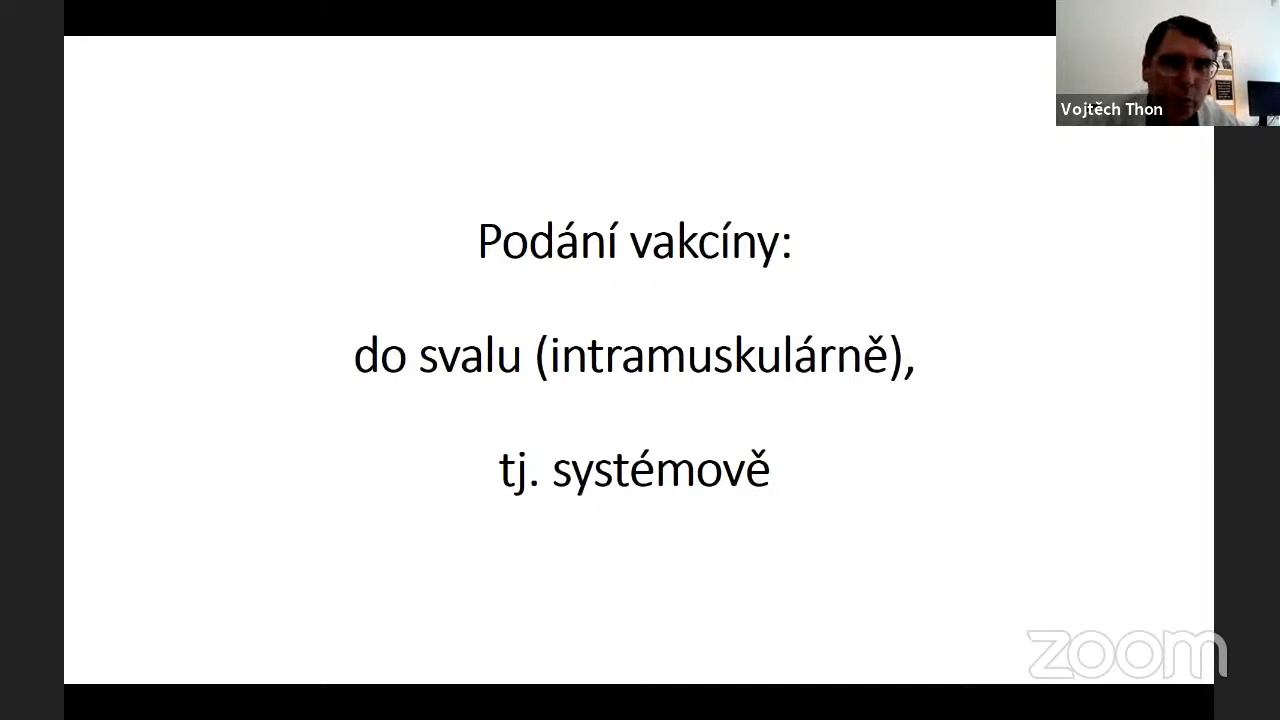 Vojtěch Thon
Podání vakcíny:
do svalu (intramuskulárně),
tj. systémově
zoom